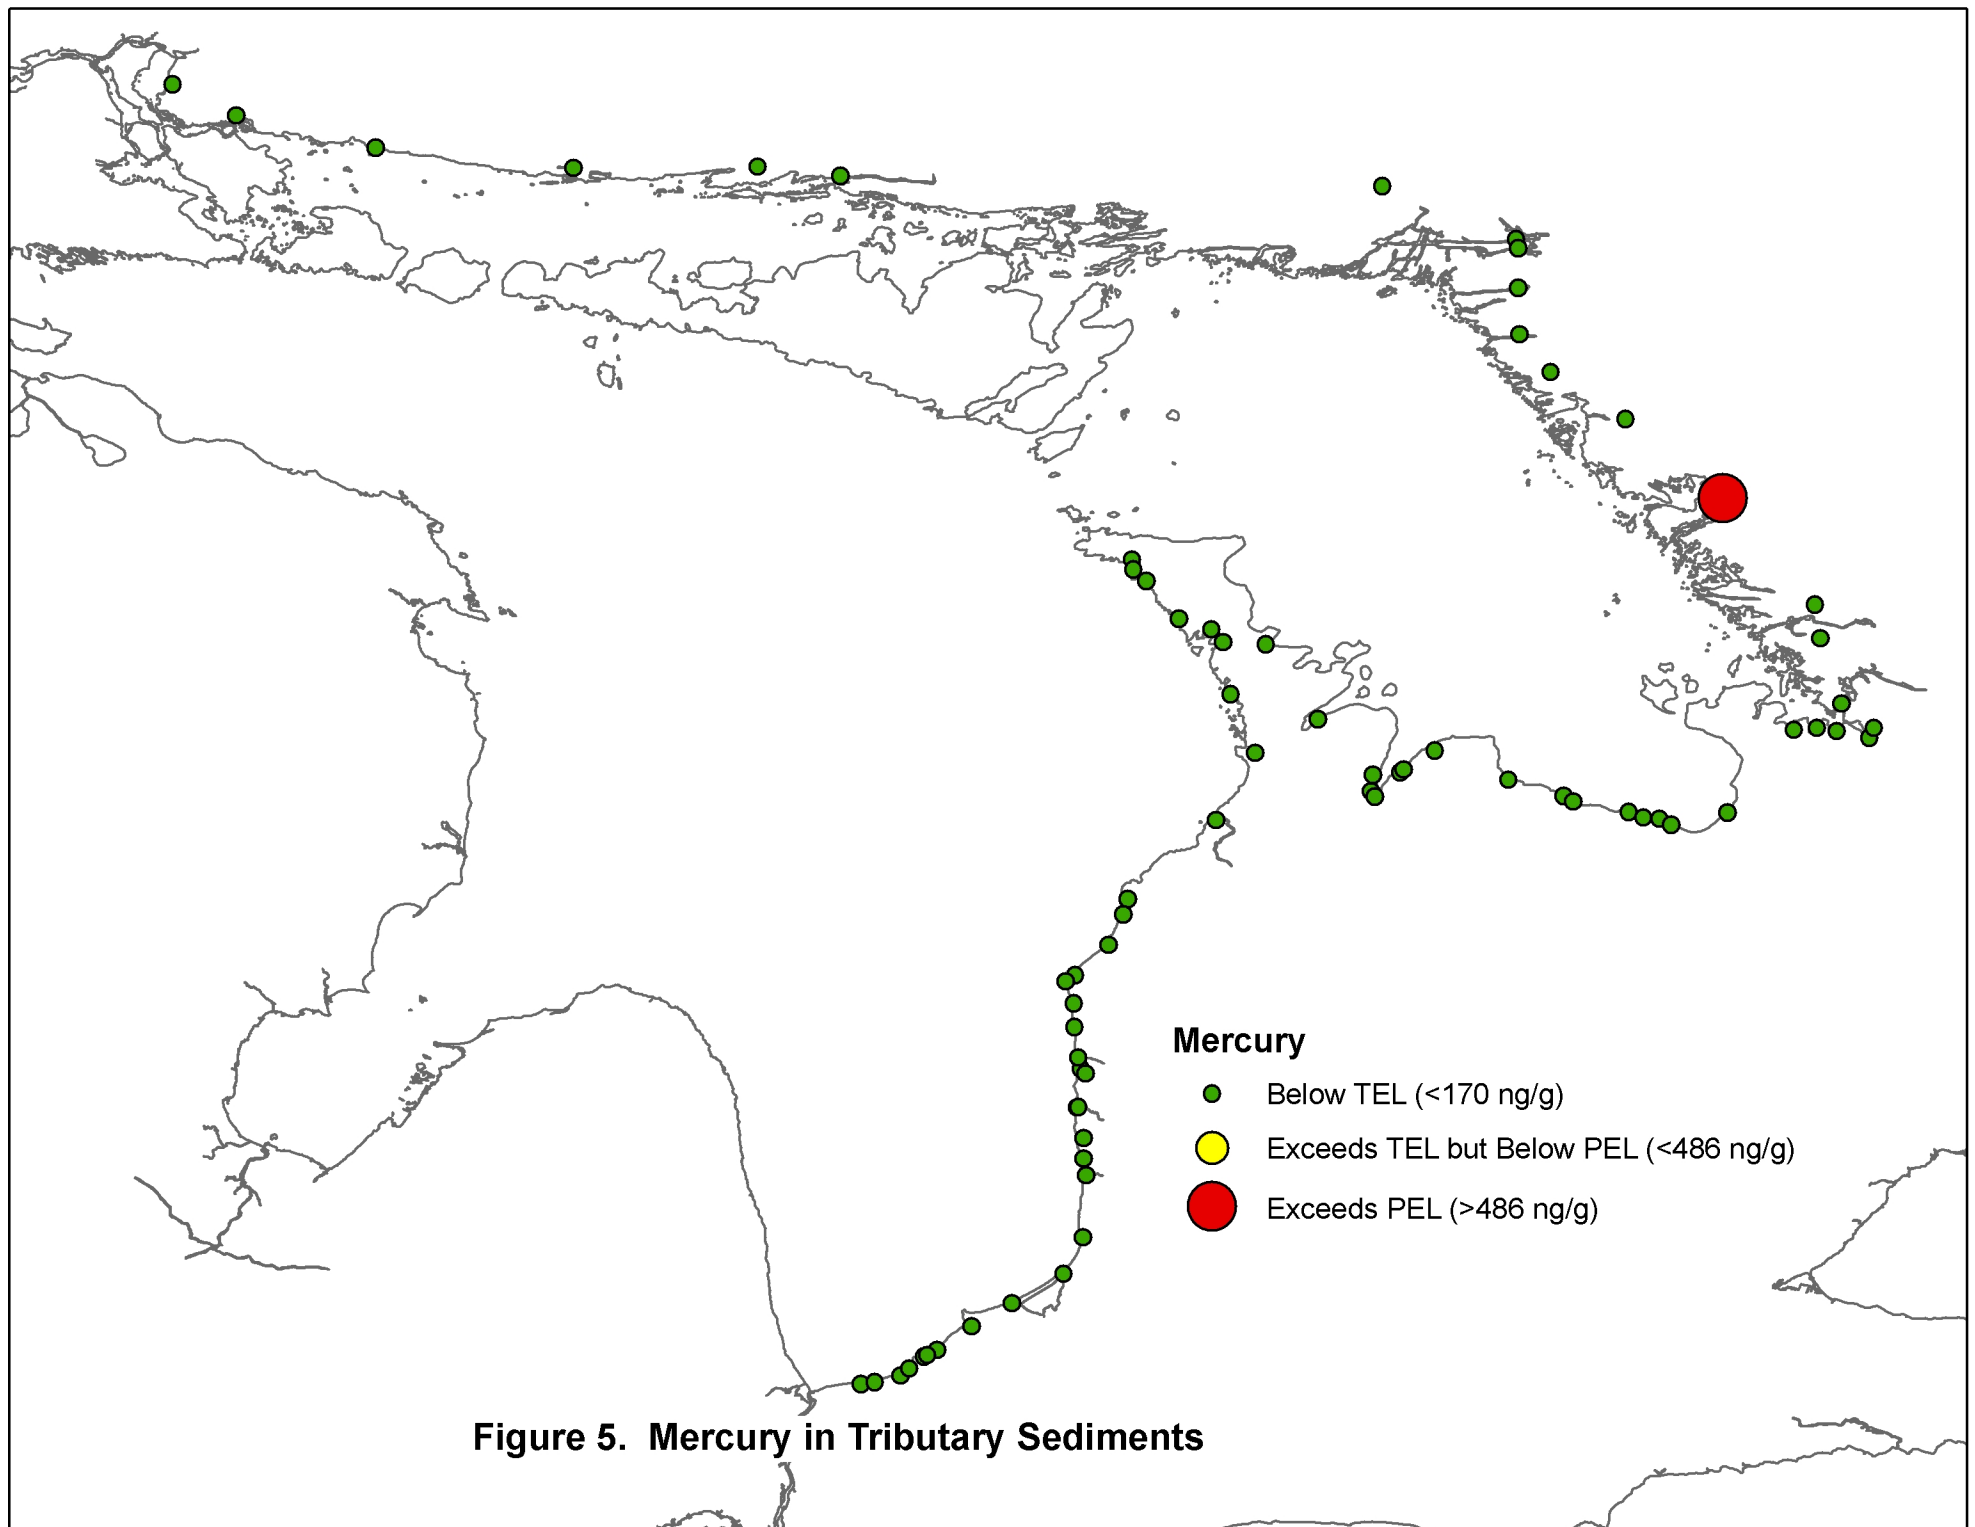 Mercury
Below TEL (<170 ng/g)
Exceeds TEL but Below PEL (<486 ng/g)
Exceeds PEL (>486 ng/g)
Figure 5.  Mercury in Tributary Sediments